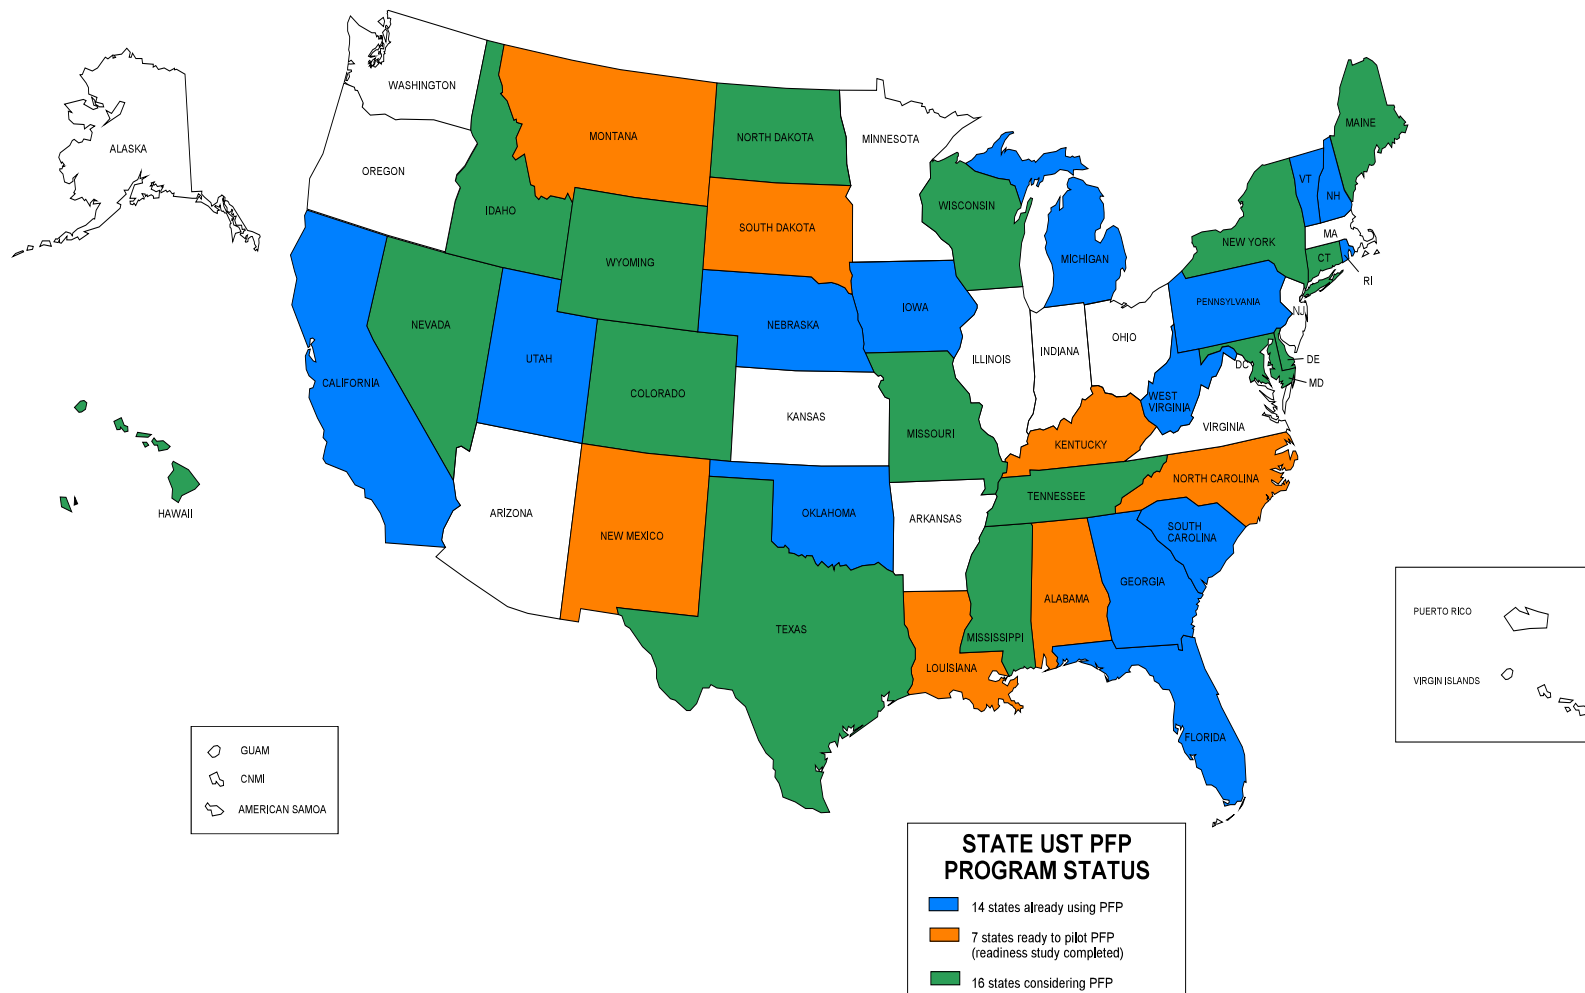 WASHINGTON
MONTANA
NORTH DAKOTA
MINNESOTA
MAINE
ALASKA
OREGON
IDAHO
SOUTH DAKOTA
WISCONSIN
VT
NH
MA
NEW YORK
CT
RI
WYOMING
MICHIGAN
NEVADA
NEBRASKA
IOWA
PENNSYLVANIA
NJ
UTAH
ILLINOIS
INDIANA
OHIO
DE
DC
MD
CALIFORNIA
COLORADO
KANSAS
MISSOURI
WEST
VIRGINIA
VIRGINIA
KENTUCKY
HAWAII
ARIZONA
NEW MEXICO
OKLAHOMA
ARKANSAS
TENNESSEE
NORTH CAROLINA
SOUTH
CAROLINA
TEXAS
LOUISIANA
MISSISSIPPI
ALABAMA
GEORGIA
FLORIDA
PUERTO RICO
VIRGIN ISLANDS
GUAM
CNMI
AMERICAN SAMOA
STATE UST PFP
PROGRAM STATUS
14 states already using PFP
7 states ready to pilot PFP
(readiness study completed)
16 states considering PFP